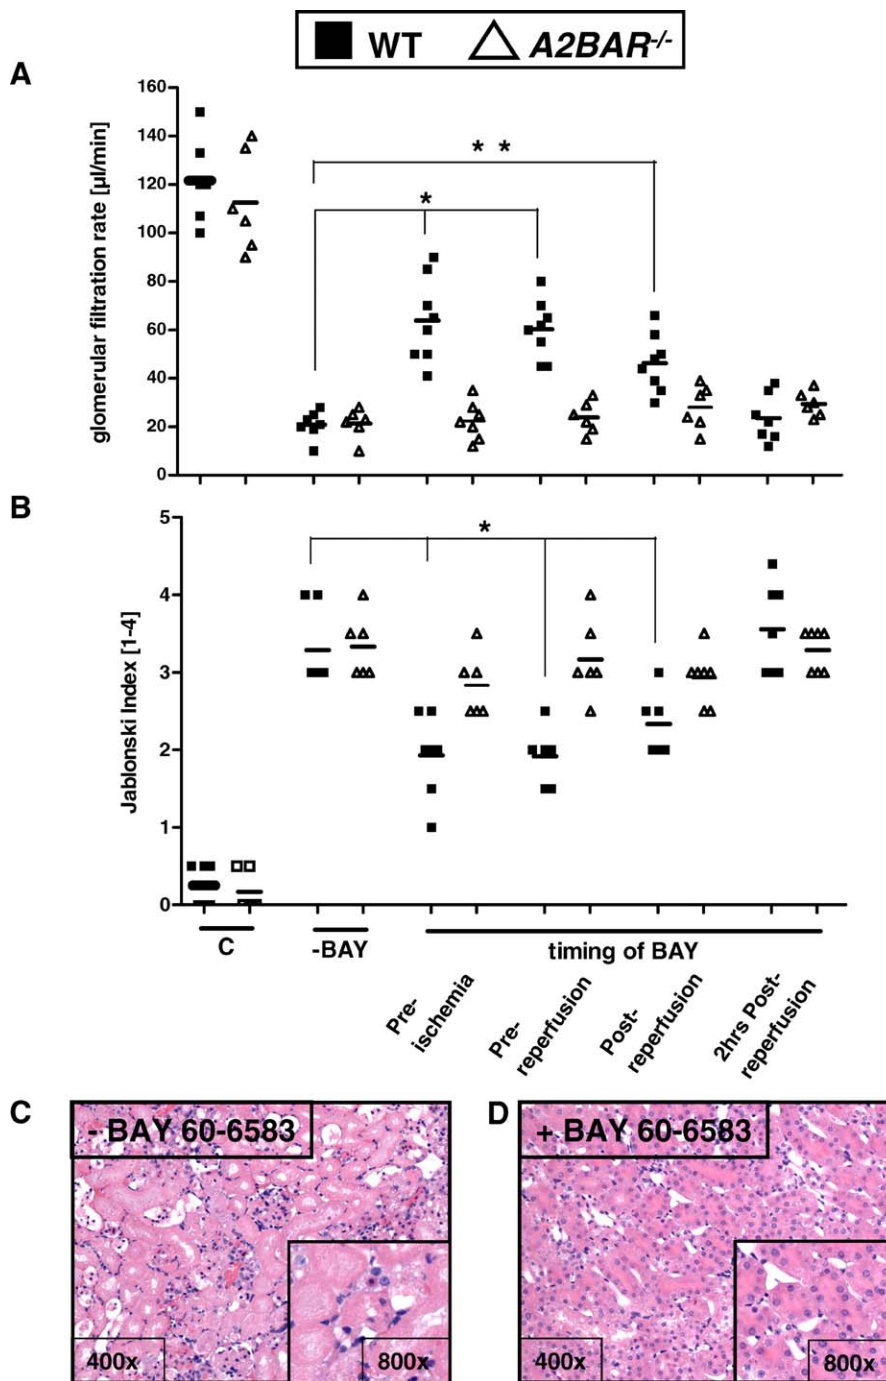 WT A2BAR-/-
A
glomerular filtration rate [µl/min]
160
140
120
100
80
60
40
20
0
*
* *
B
Jablonski Index [1-4]
5
4
3
2
1
0
*
C
-BAY
timing of BAY
Pre-
ischemia
Pre-
reperfusion
Post-
reperfusion
2hrs Post-
reperfusion
C
- BAY 60-6583
400x
800x
D
+ BAY 60-6583
400x
800x